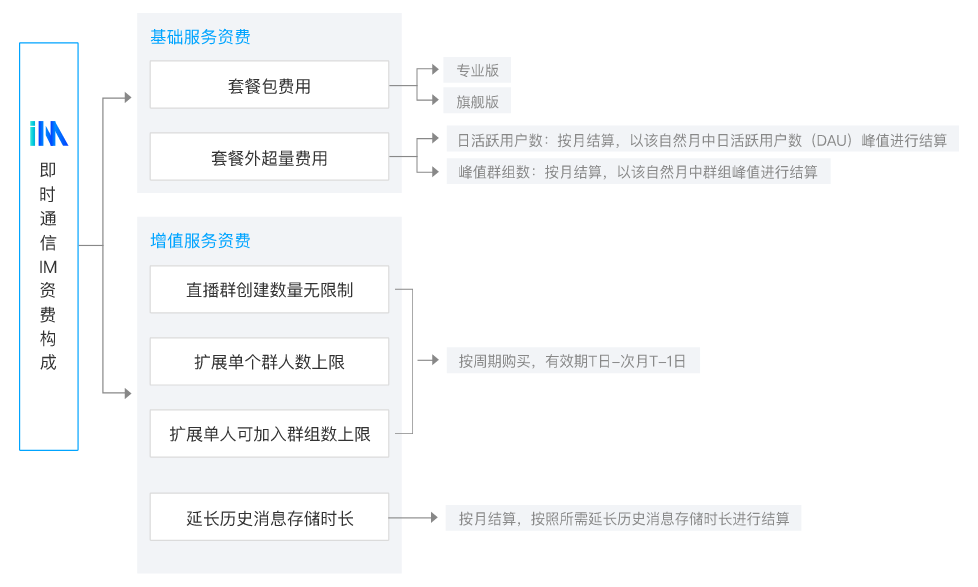 iM
即时通信IM资费构成
基础服务资费
套餐包费用
专业版
旗舰版
套餐外超量费用
日活跃用户数：按月结算，以该自然月中日活跃用户数（DAU）峰值进行结算
峰值群组数：按月结算，以该自然月中群组峰值进行结算
增值服务资费
直播群创建数量无限制
扩展单个群人数上限
扩展单人可加入群组数上限
按周期购买，有效期T日-次月T-1日
延长历史消息存储时长
按月结算，按照所需延长历史消息存储时长进行结算